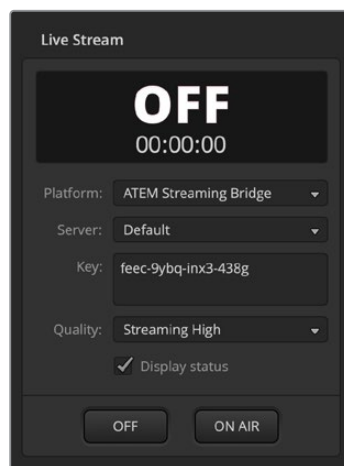 Live Stream
OFF
00:00:00
Platform: ATEM Streaming Bridge
Server: Default
Key: feec-9ybq-inx3-438g
Quality: Streaming High
Display status
OFF ON AIR